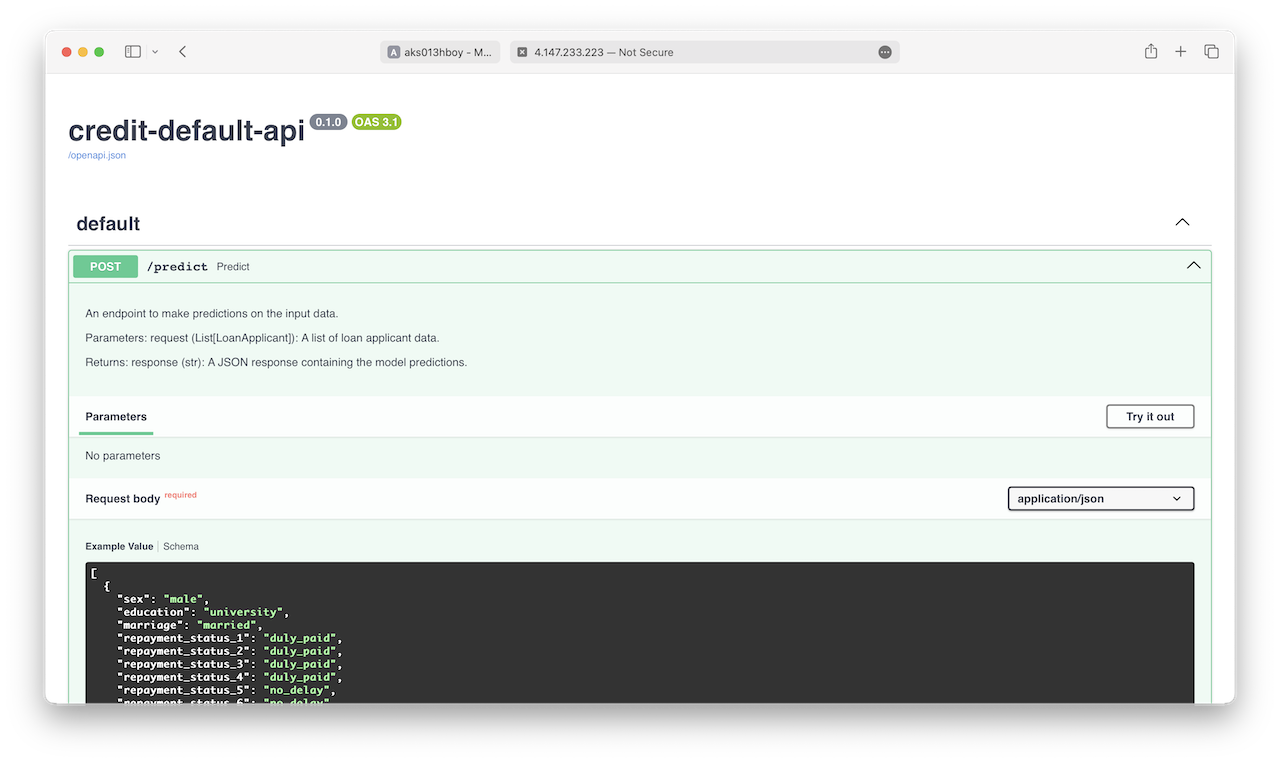 A aks013hboy - M... 4.147.233.223 — Not Secure
credit-default-api 0.1.0 OAS 3.1
/openapi.json
default
POST /predict Predict
An endpoint to make predictions on the input data.
Parameters: request (List[LoanApplicant]): A list of loan applicant data.
Returns: response (str): A JSON response containing the model predictions.
Parameters Try it out
No parameters
Request body required application/json
Example Value Schema
[
{
"sex": "male",
"education": "university",
"marriage": "married",
"repayment_status_1": "duly_paid",
"repayment_status_2": "duly_paid",
"repayment_status_3": "duly_paid",
"repayment_status_4": "duly_paid",
"repayment_status_5": "no_delay",
"repayment_status_6": "no_delay",